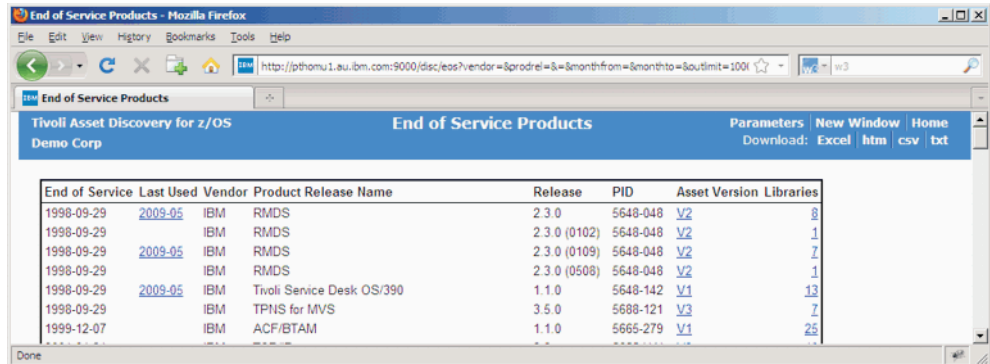 End of Service Products - Mozilla Firefox
File Edit View History Bookmarks Tools Help
IBM http://pthomu1.au.ibm.com:9000/disc/eos?vendor=&prodrel=&=&monthfrom=&monthto=&outlimit=100 w3
IBM End of Service Products
Tivoli Asset Discovery for z/OS End of Service Products Parameters New Window Home
Demo Corp Download: Excel htm csv txt
End of Service Last Used Vendor Product Release Name Release PID Asset Version Libraries
1998-09-29 2009-05 IBM RMDS 2.3.0 5648-048 V2 8
1998-09-29 IBM RMDS 2.3.0 (0102) 5648-048 V2 1
1998-09-29 2009-05 IBM RMDS 2.3.0 (0109) 5648-048 V2 7
1998-09-29 IBM RMDS 2.3.0 (0508) 5648-048 V2 1
1998-09-29 2009-05 IBM Tivoli Service Desk OS/390 1.1.0 5648-142 V1 13
1998-09-29 IBM TPNS for MVS 3.5.0 5688-121 V3 7
1999-12-07 IBM ACF/BTAM 1.1.0 5665-279 V1 25
Done